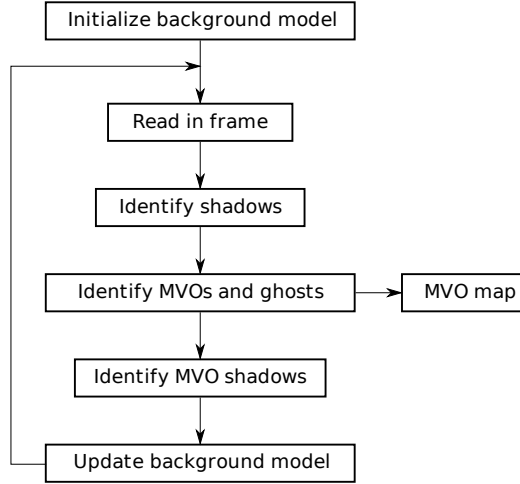 Initialize background model
Read in frame
Identify shadows
Identify MVOs and ghosts
MVO map
Identify MVO shadows
Update background model